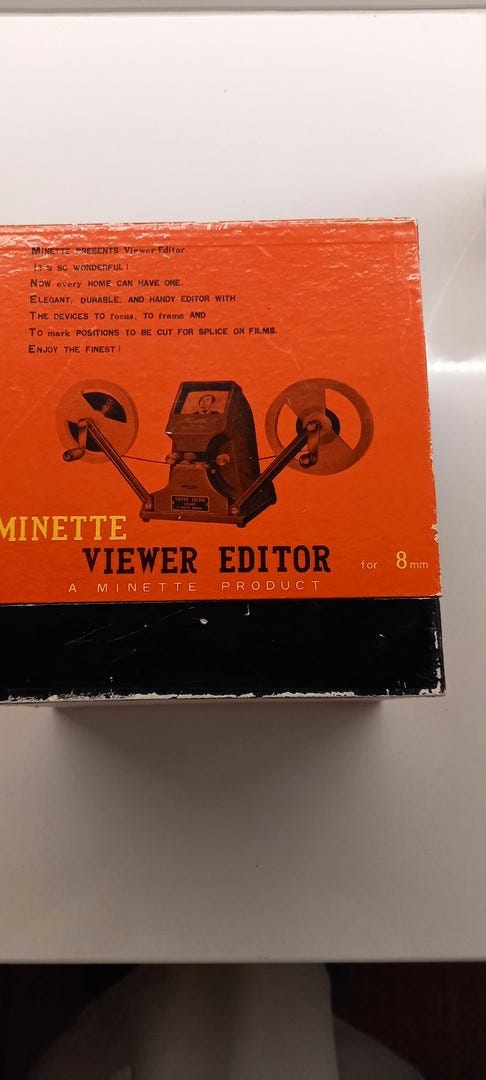 MINETTE PRESENTS Viewer-Editor.
IT'S SO WONDERFUL!
NOW every HOME CAN HAVE ONE.
ELEGANT, DURABLE, AND HANDY EDITOR WITH
THE DEVICES TO focus, TO frame AND
TO mark POSITIONS TO BE CUT FOR SPLICE ON FILMS.
ENJOY THE FINEST!
VIEWER EDITOR
MINETTE
VIEWER EDITOR for 8mm
A MINETTE PRODUCT